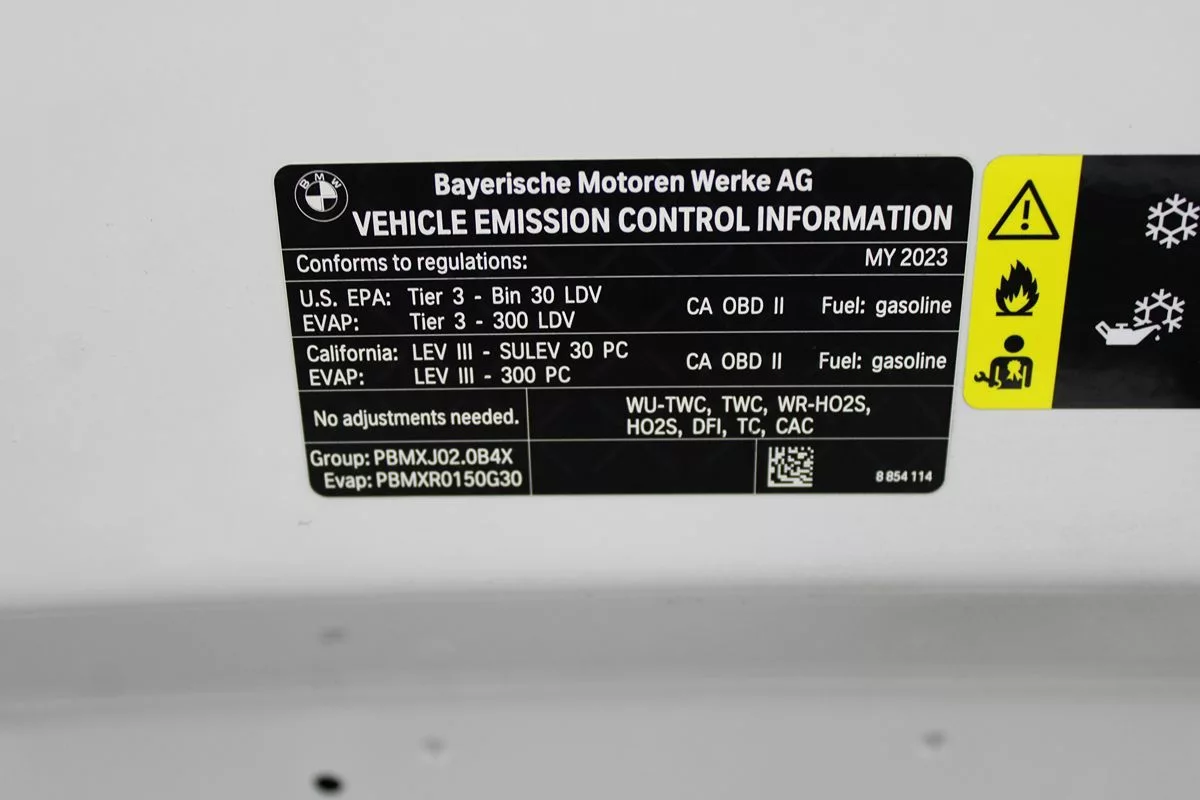 BMW
Bayerische Motoren Werke AG
VEHICLE EMISSION CONTROL INFORMATION
Conforms to regulations: MY 2023
U.S. EPA: Tier 3 - Bin 30 LDV CA OBD II Fuel: gasoline
EVAP: Tier 3 - 300 LDV
California: LEV III - SULEV 30 PC CA OBD II Fuel: gasoline
EVAP: LEV III - 300 PC
No adjustments needed. WU-TWC, TWC, WR-HO2S,
HO2S, DFI, TC, CAC
Group: PBMXJ02.0B4X
Evap: PBMXR0150G30
8 854 114